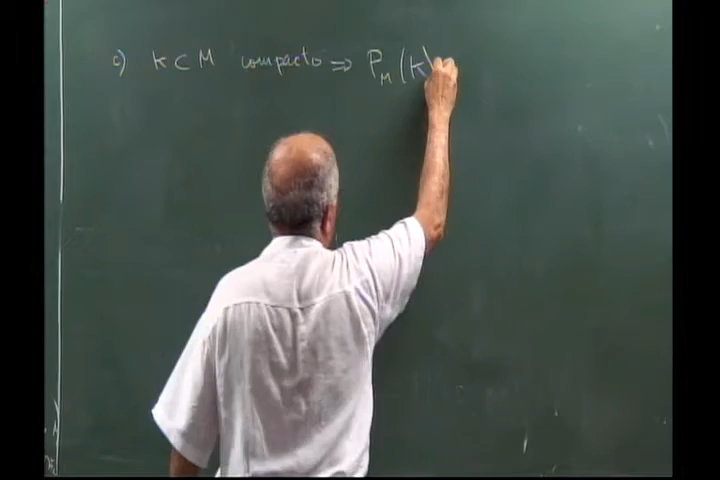 c) K ⊂ M compacto ⇒ P_M (K)